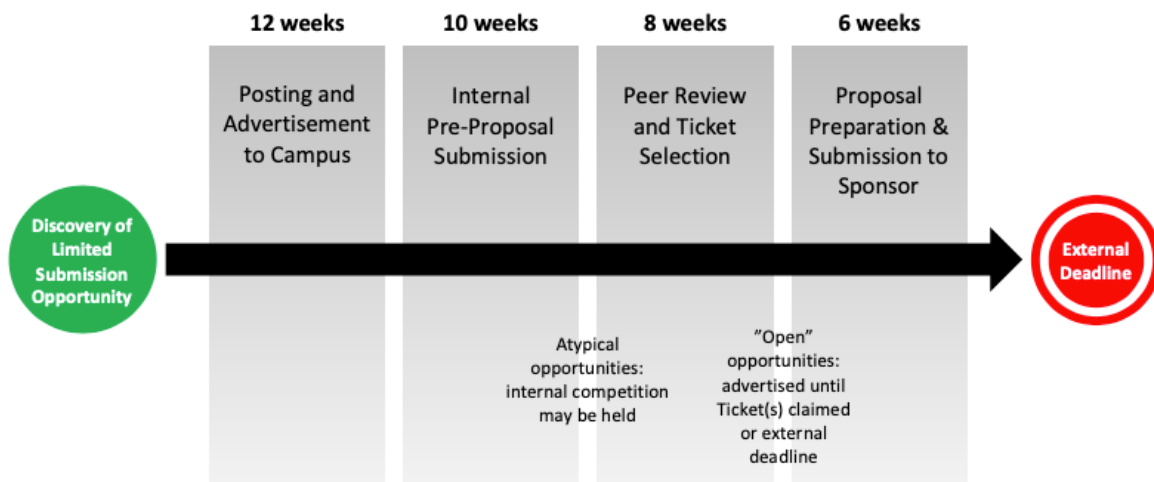 12 weeks
10 weeks
8 weeks
6 weeks
Posting and
Advertisement
to Campus
Internal
Pre-Proposal
Submission
Peer Review
and Ticket
Selection
Proposal
Preparation &
Submission to
Sponsor
Discovery of
Limited
Submission
Opportunity
External
Deadline
Atypical
opportunities:
internal competition
may be held
”Open”
opportunities:
advertised until
Ticket(s) claimed
or external
deadline